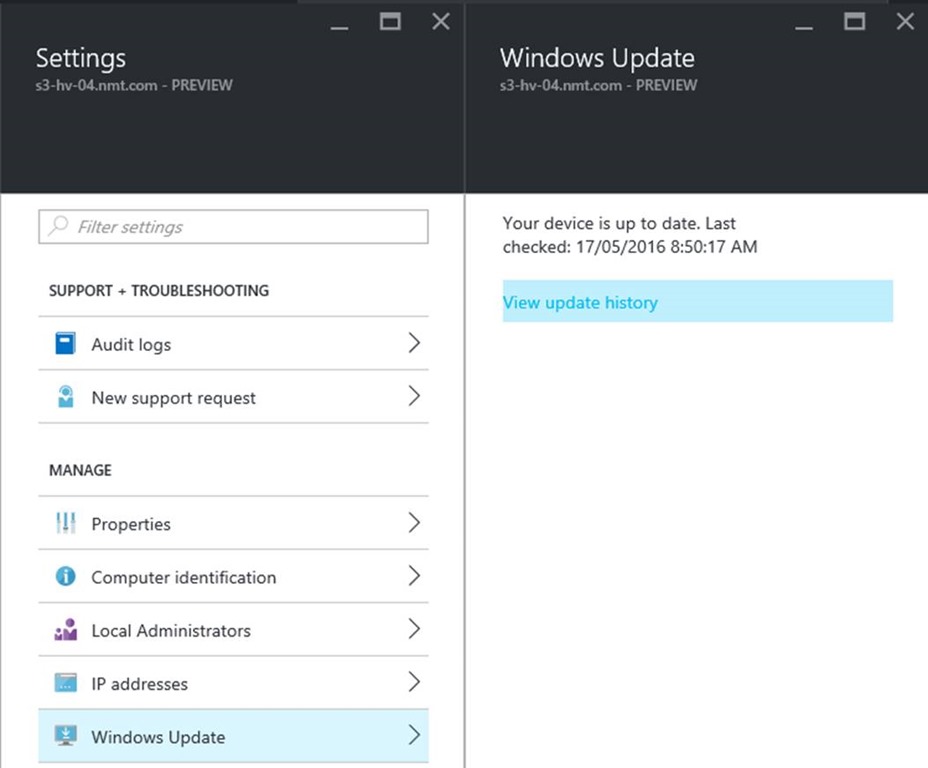 Settings
s3-hv-04.nmt.com - PREVIEW
Filter settings
SUPPORT + TROUBLESHOOTING
Audit logs
New support request
MANAGE
Properties
Computer identification
Local Administrators
IP addresses
Windows Update
Windows Update
s3-hv-04.nmt.com - PREVIEW
Your device is up to date. Last
checked: 17/05/2016 8:50:17 AM
View update history